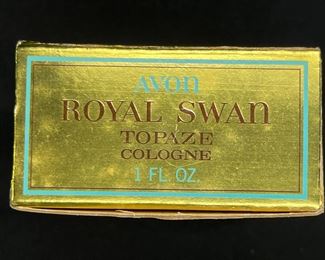 AVON
ROYAL SWAN
TOPAZE
COLOGNE
1 FL. OZ.